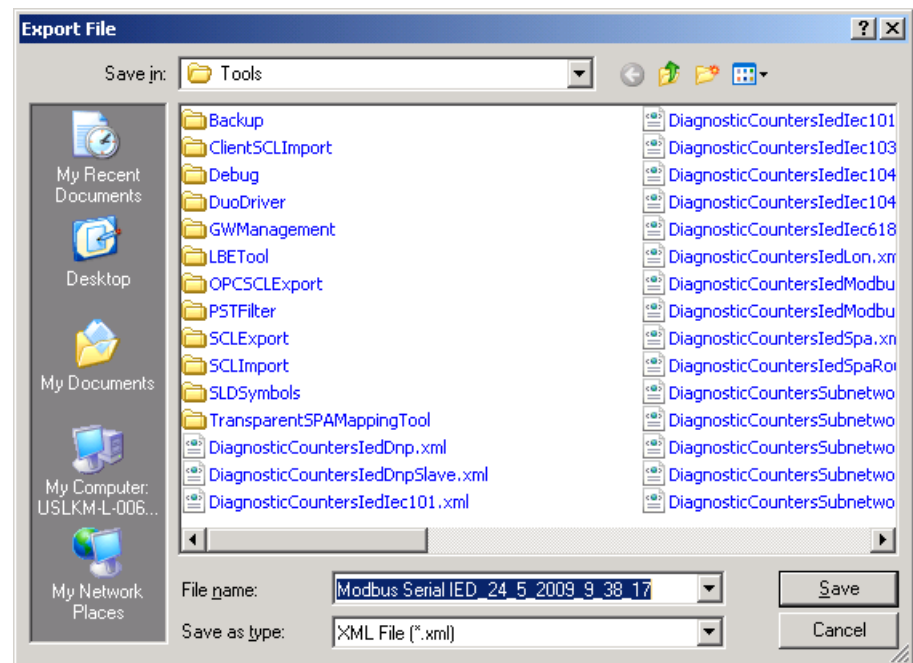 Export File
Save in: Tools
My Recent
Documents
Desktop
My Documents
My Computer:
USLKM-L-006...
My Network
Places
Backup
ClientSCLImport
Debug
DuoDriver
GWManagement
LBETool
OPCSCLExport
PSTFilter
SCLExport
SCLImport
SLDSymbols
TransparentSPAMappingTool
DiagnosticCountersIedDnp.xml
DiagnosticCountersIedDnpSlave.xml
DiagnosticCountersIedIec101.xml
DiagnosticCountersIedIec101
DiagnosticCountersIedIec103
DiagnosticCountersIedIec104
DiagnosticCountersIedIec104
DiagnosticCountersIedIec618
DiagnosticCountersIedLon.xm
DiagnosticCountersIedModbu
DiagnosticCountersIedModbu
DiagnosticCountersIedSpa.xm
DiagnosticCountersIedSpaRou
DiagnosticCountersSubnetwo
DiagnosticCountersSubnetwo
DiagnosticCountersSubnetwo
DiagnosticCountersSubnetwo
DiagnosticCountersSubnetwo
File name: Modbus Serial IED_24_5_2009_9_38_17
Save
Save as type: XML File (*.xml)
Cancel